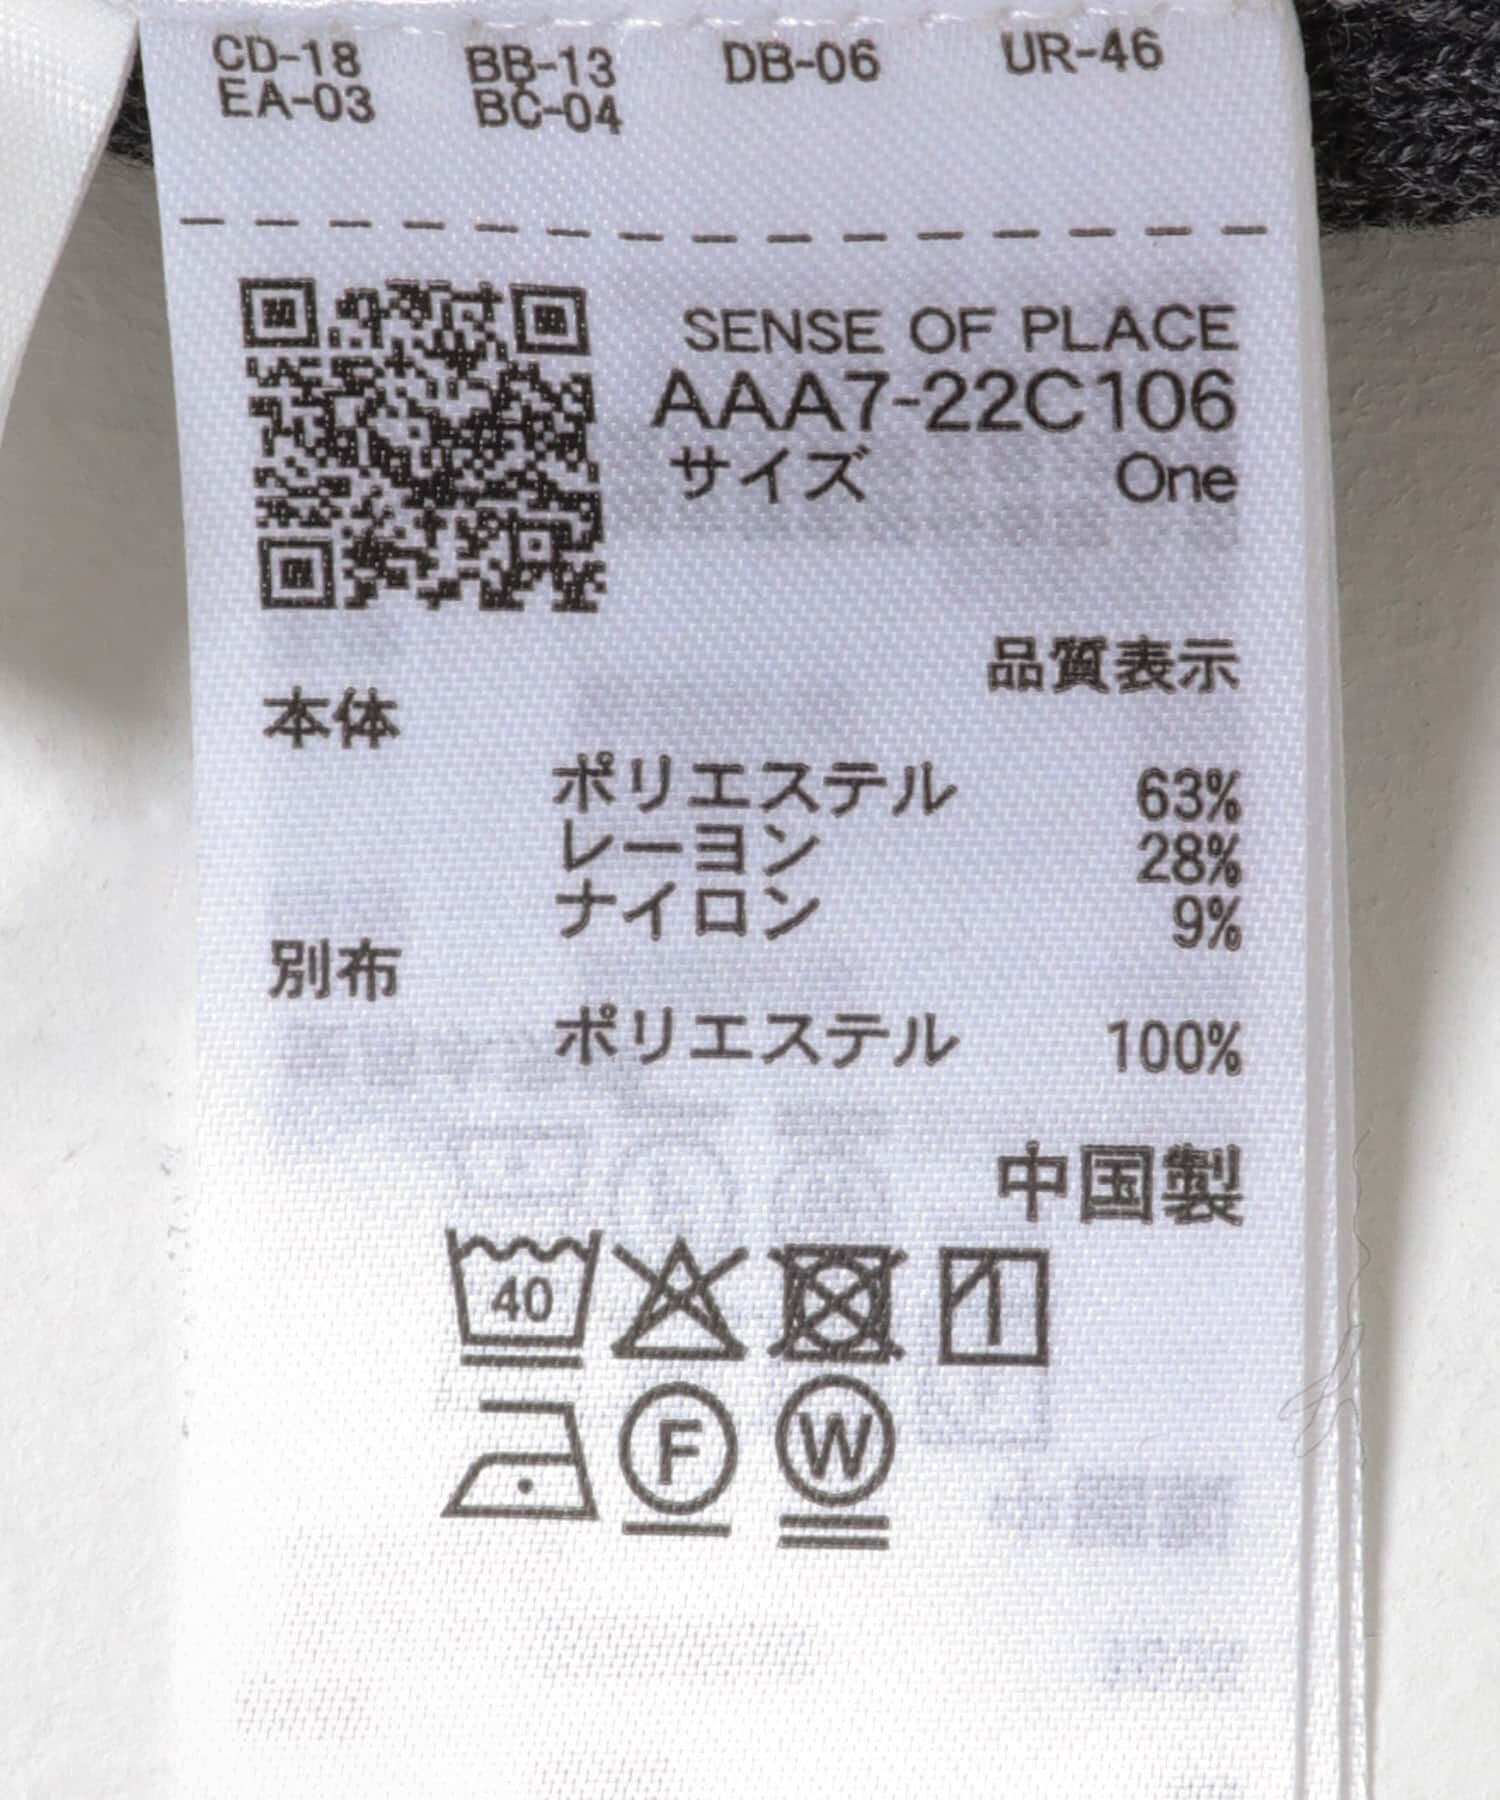 CD-18 BB-13 DB-06 UR-46
EA-03 BC-04
SENSE OF PLACE
AAA7-22C106
サイズ One
品質表示
本体
ポリエステル 63%
レーヨン 28%
ナイロン 9%
別布
ポリエステル 100%
中国製
40
F W